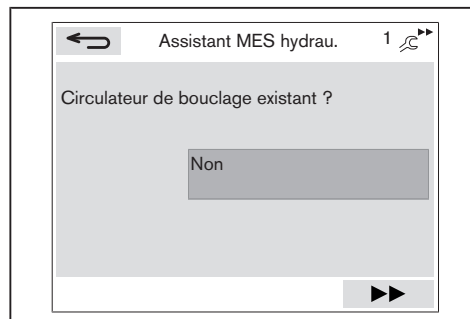 Assistant MES hydrau. 1
Circulateur de bouclage existant ?
Non